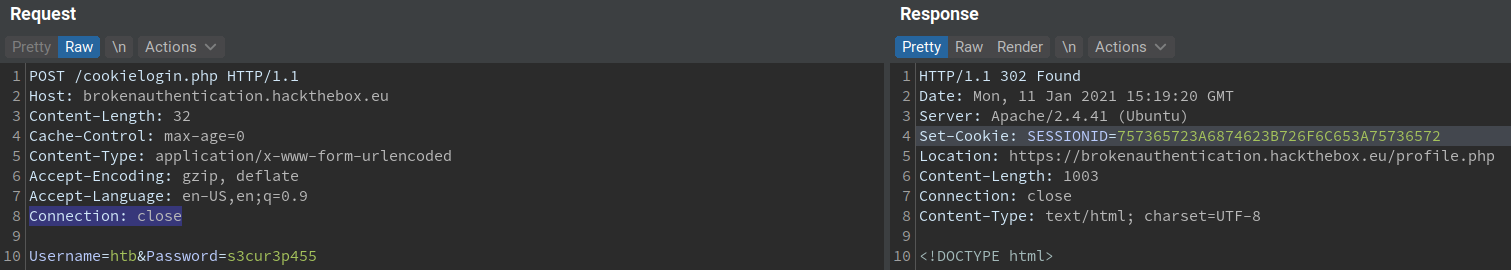 Request
Pretty Raw \n Actions
1 POST /cookielogin.php HTTP/1.1
2 Host: brokenauthentication.hackthebox.eu
3 Content-Length: 32
4 Cache-Control: max-age=0
5 Content-Type: application/x-www-form-urlencoded
6 Accept-Encoding: gzip, deflate
7 Accept-Language: en-US,en;q=0.9
8 Connection: close
9
10 Username=htb&Password=s3cur3p455
Response
Pretty Raw Render \n Actions
1 HTTP/1.1 302 Found
2 Date: Mon, 11 Jan 2021 15:19:20 GMT
3 Server: Apache/2.4.41 (Ubuntu)
4 Set-Cookie: SESSIONID=757365723A6874623B726F6C653A75736572
5 Location: https://brokenauthentication.hackthebox.eu/profile.php
6 Content-Length: 1003
7 Connection: close
8 Content-Type: text/html; charset=UTF-8
9
10 <!DOCTYPE html>